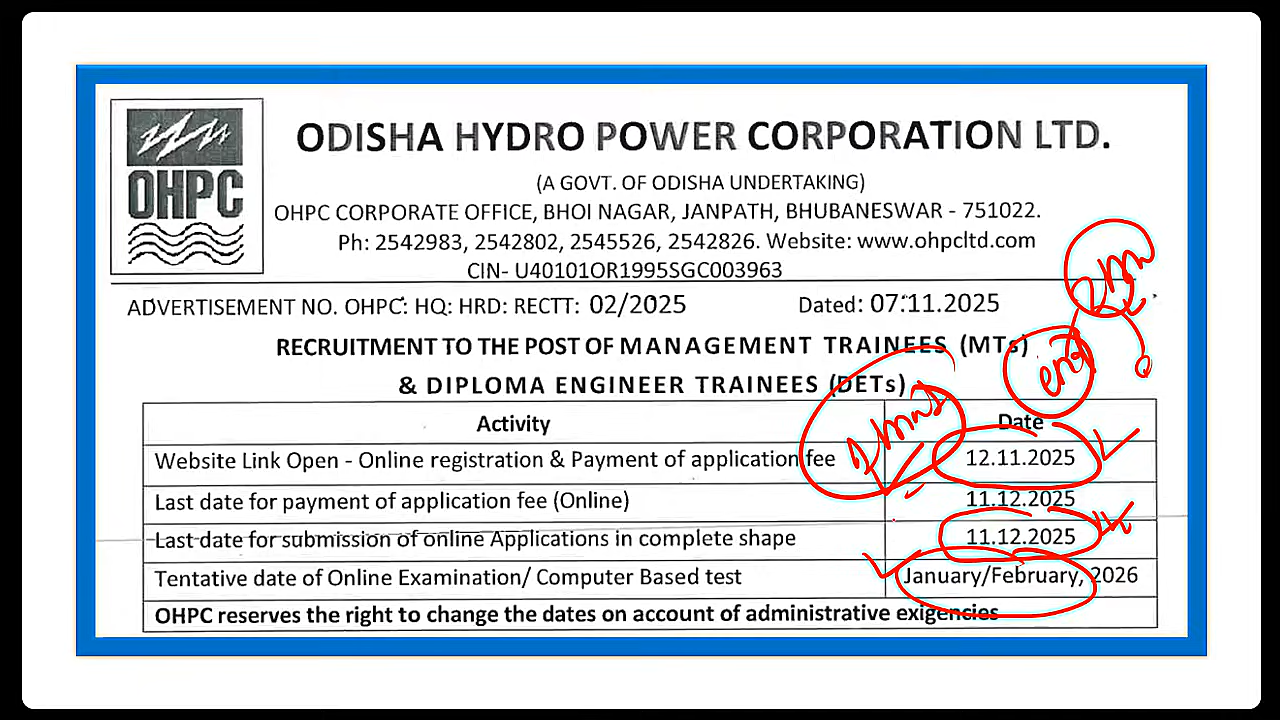 OHPC
ODISHA HYDRO POWER CORPORATION LTD.
(A GOVT. OF ODISHA UNDERTAKING)
OHPC CORPORATE OFFICE, BHOI NAGAR, JANPATH, BHUBANESWAR - 751022.
Ph: 2542983, 2542802, 2545526, 2542826. Website: www.ohpcltd.com
CIN- U40101OR1995SGC003963
ADVERTISEMENT NO. OHPC: HQ: HRD: RECTT: 02/2025 Dated: 07.11.2025
RECRUITMENT TO THE POST OF MANAGEMENT TRAINEES (MTs)
& DIPLOMA ENGINEER TRAINEES (DETs)
Activity Date
Website Link Open - Online registration & Payment of application fee 12.11.2025
Last date for payment of application fee (Online) 11.12.2025
Last date for submission of online Applications in complete shape 11.12.2025
Tentative date of Online Examination/ Computer Based test January/February, 2026
OHPC reserves the right to change the dates on account of administrative exigencies